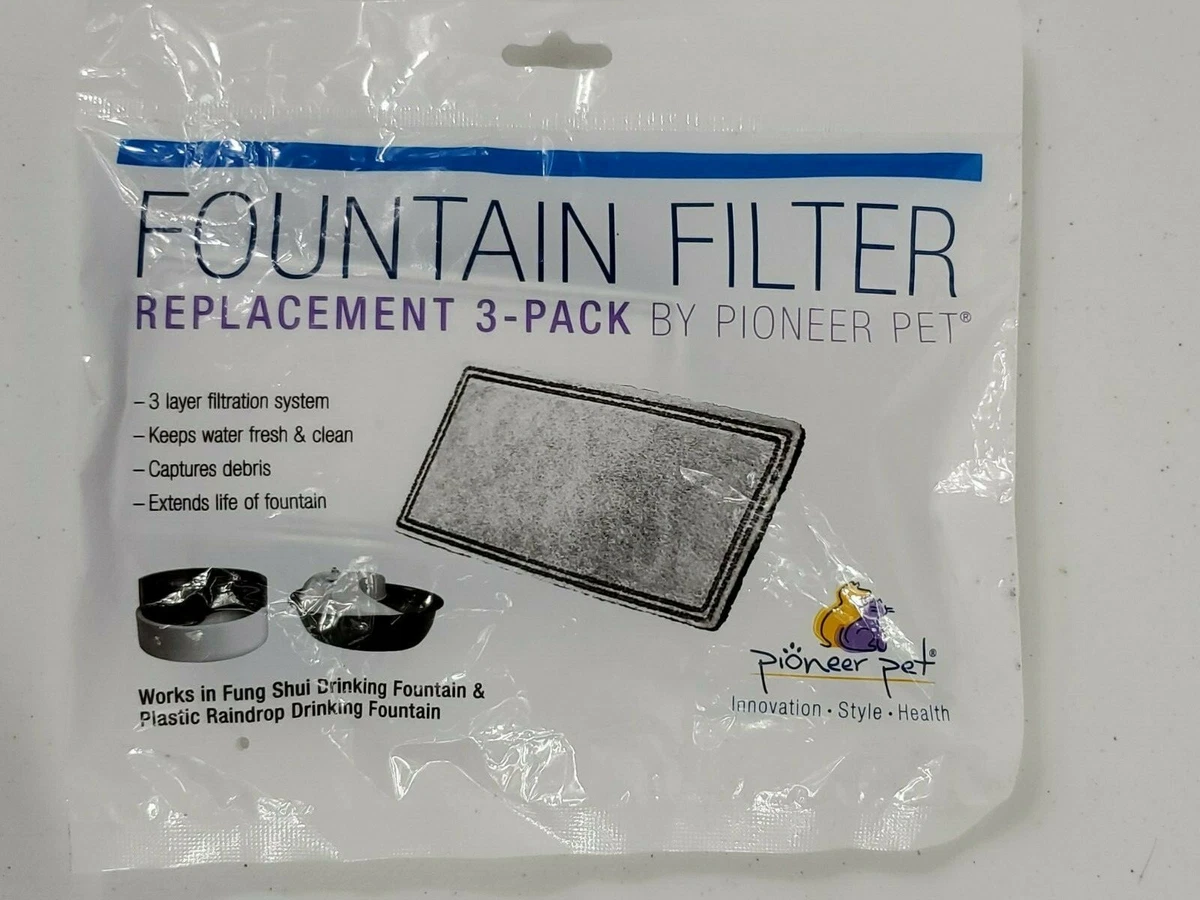 FOUNTAIN FILTER
REPLACEMENT 3-PACK BY PIONEER PET®
– 3 layer filtration system
– Keeps water fresh & clean
– Captures debris
– Extends life of fountain
Works in Fung Shui Drinking Fountain &
Plastic Raindrop Drinking Fountain
pioneer pet®
Innovation · Style · Health